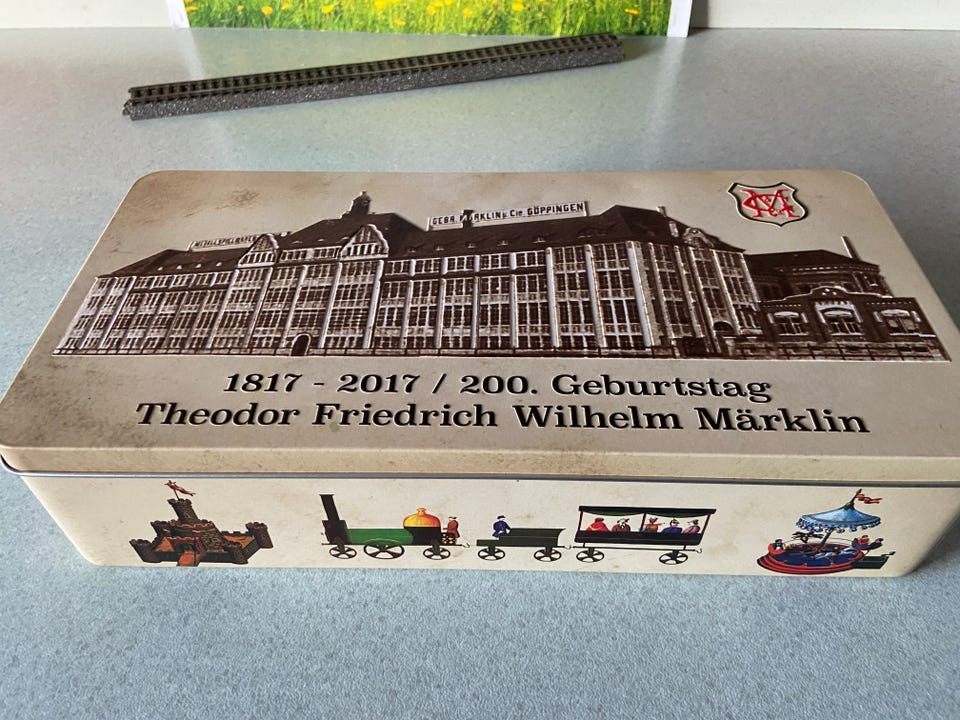 GEBR. MÄRKLIN & Cie. GÖPPINGEN
1817 - 2017 / 200. Geburtstag
Theodor Friedrich Wilhelm Märklin